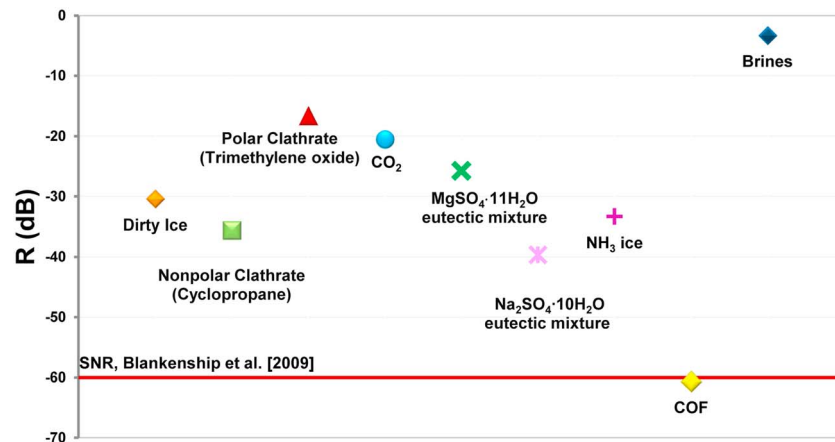 0
-10
-20
-30
-40
-50
-60
-70
R (dB)
Brines
Polar Clathrate
(Trimethylene oxide)
CO₂
MgSO₄·11H₂O
eutectic mixture
Dirty Ice
NH₃ ice
Nonpolar Clathrate
(Cyclopropane)
Na₂SO₄·10H₂O
eutectic mixture
SNR, Blankenship et al. [2009]
COF